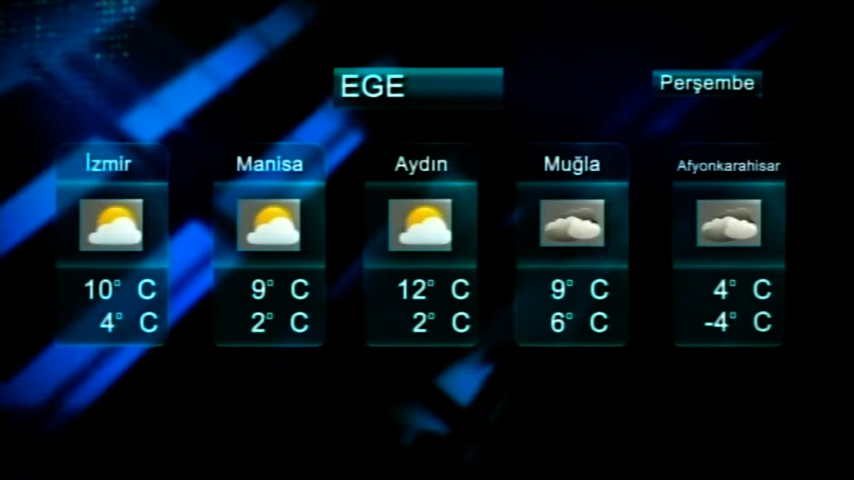 EGE
Perşembe
İzmir
10° C
4° C
Manisa
9° C
2° C
Aydın
12° C
2° C
Muğla
9° C
6° C
Afyonkarahisar
4° C
-4° C